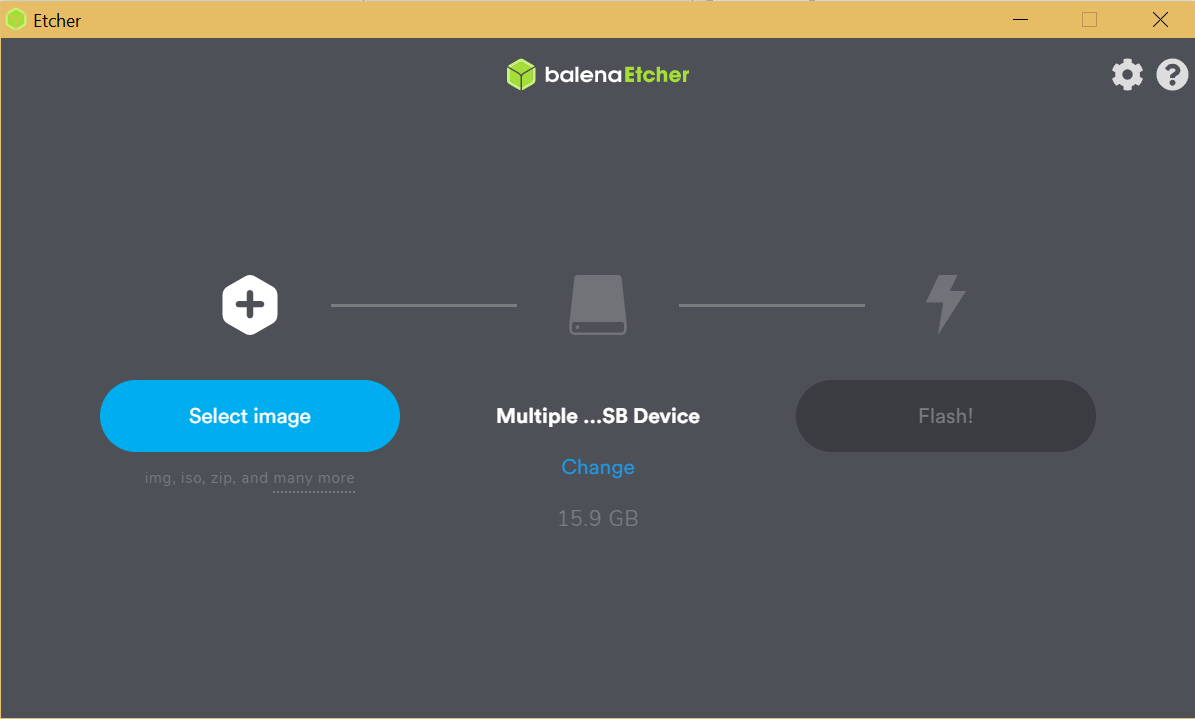 Etcher
balenaEtcher
Select image
Multiple ...SB Device
Flash!
img, iso, zip, and many more
Change
15.9 GB